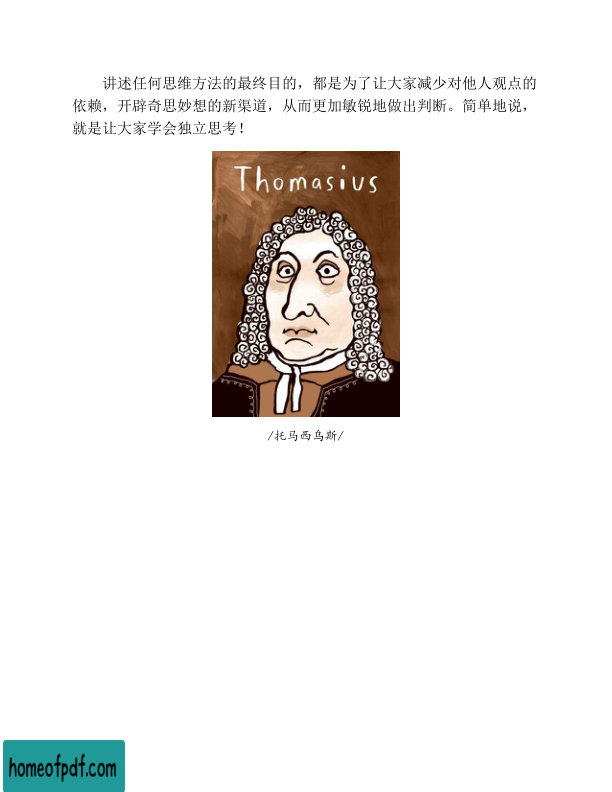 讲述任何思维方法的最终目的，都是为了让大家减少对他人观点的
依赖，开辟奇思妙想的新渠道，从而更加敏锐地做出判断。简单地说，
就是让大家学会独立思考！
Thomasius
/托马西乌斯/
homeofpdf.com